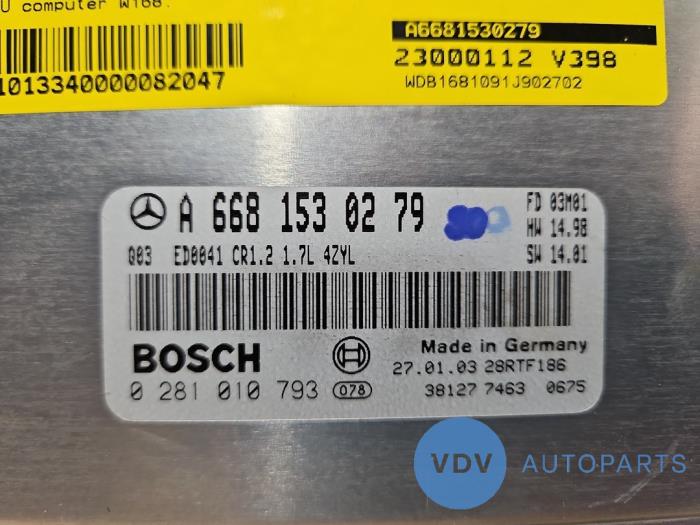 U computer W168.
1013340000082047
A6681530279
23000112 V398
WDB1681091J902702
A 668 153 02 79
FD 03M01
HW 14.98
Q03 ED0041 CR1.2 1.7L 4ZYL
SW 14.01
BOSCH
Made in Germany
27.01.03 28RTF186
0 281 010 793 078
38127 7463 0675
VDV AUTOPARTS